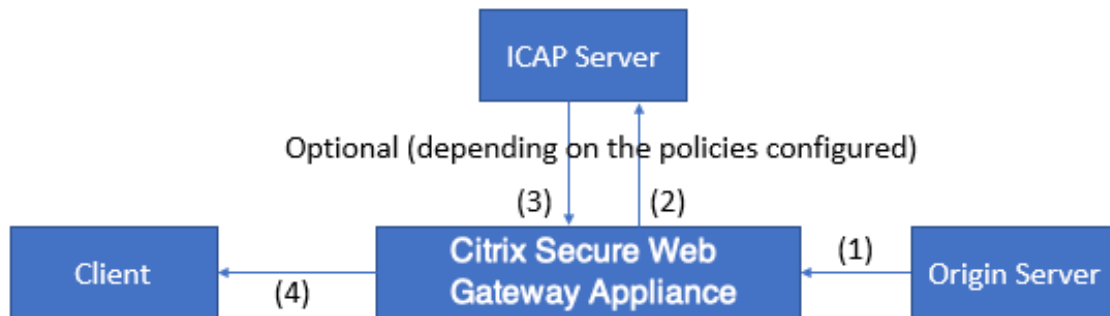 ICAP Server
Optional (depending on the policies configured)
(3)
(2)
Client
(4)
Citrix Secure Web
Gateway Appliance
(1)
Origin Server